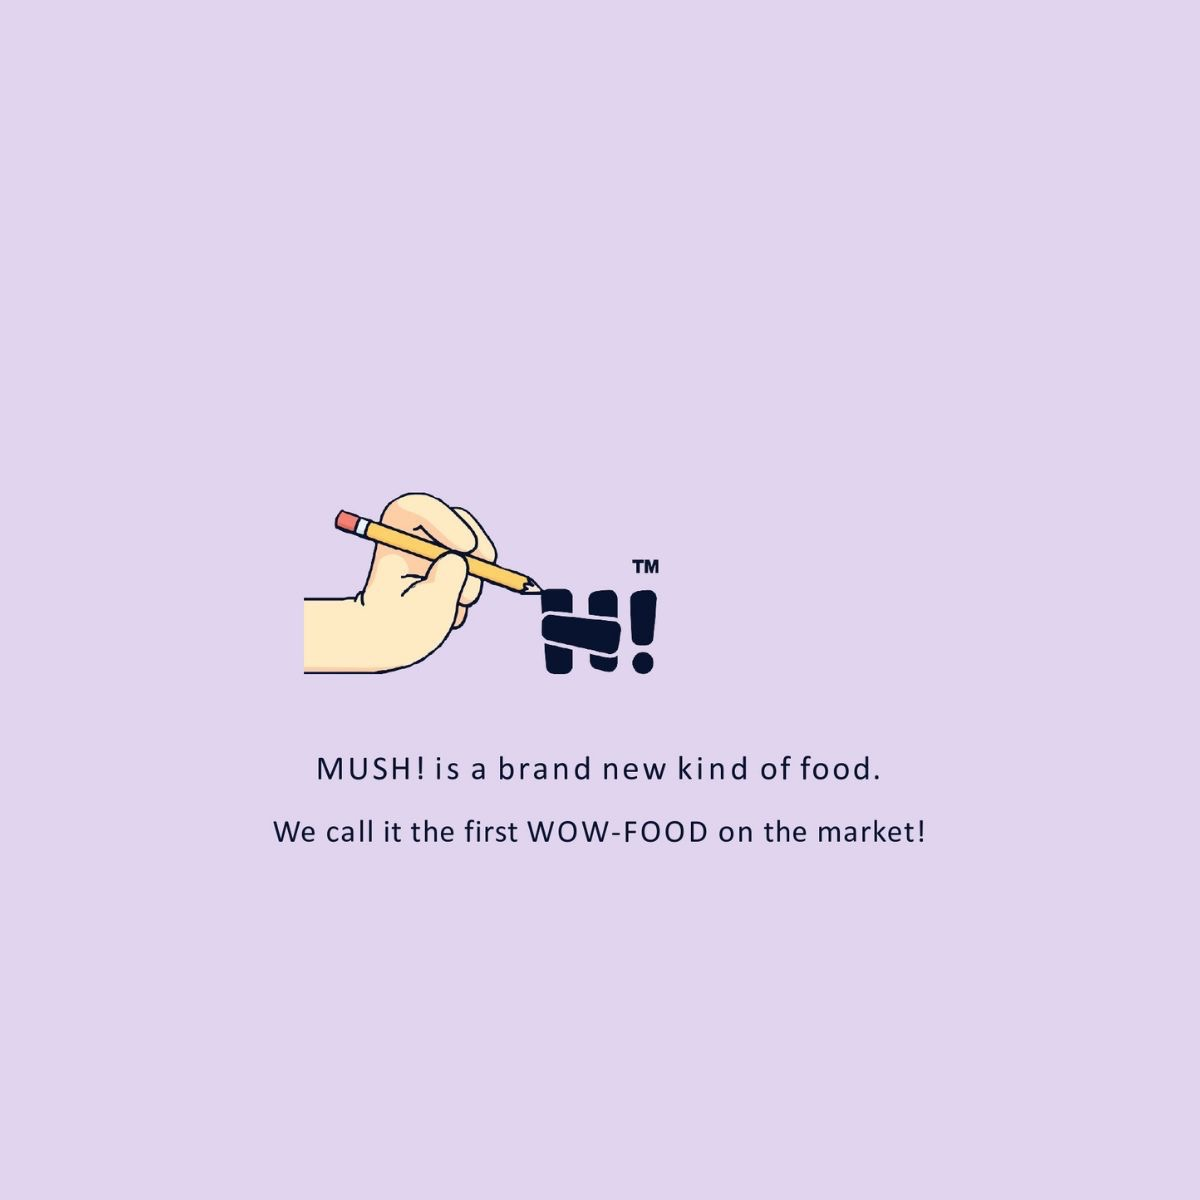 TM
H!
MUSH! is a brand new kind of food.
We call it the first WOW-FOOD on the market!